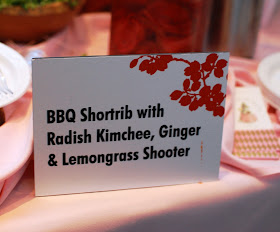 BBQ Shortrib with
Radish Kimchee, Ginger
& Lemongrass Shooter